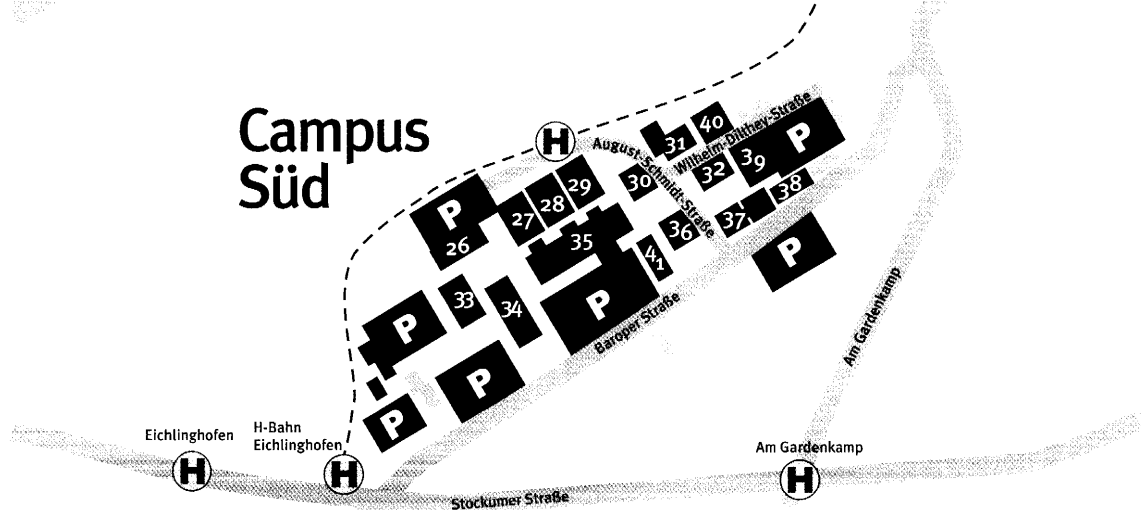 Campus
Süd
H
August-Schmidt-Straße
Wilhelm-Dilthey-Straße
40
31
P
39
32
38
30
29
28
27
P
26
35
36
37
41
P
P
33
34
P
P
P
Baroper Straße
Am Gardenkamp
Eichlinghofen
H
H-Bahn
Eichlinghofen
H
Am Gardenkamp
H
Stockumer Straße